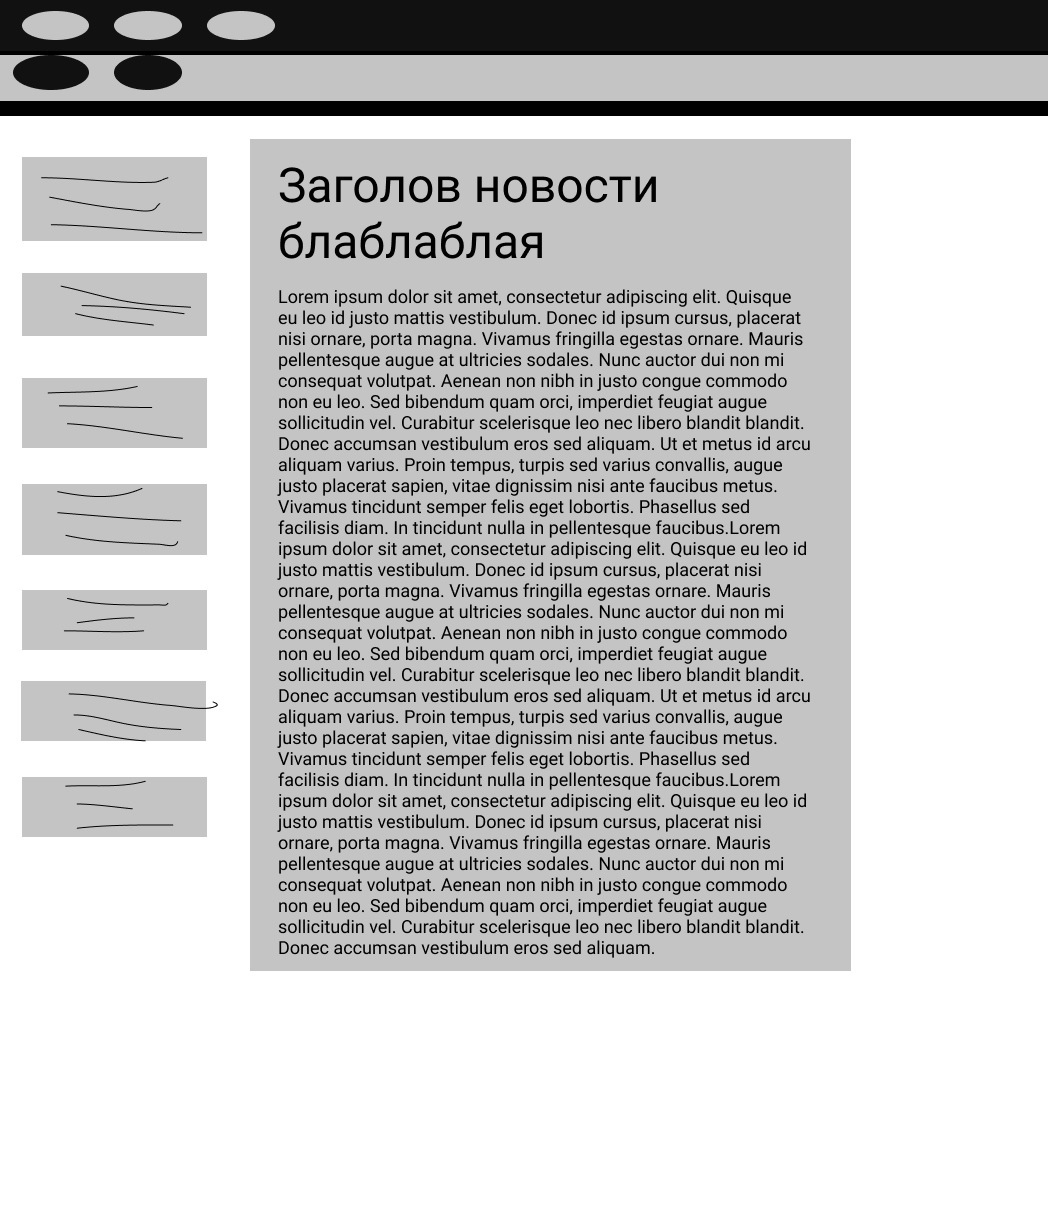 Заголов новости
блаблаблая
Lorem ipsum dolor sit amet, consectetur adipiscing elit. Quisque
eu leo id justo mattis vestibulum. Donec id ipsum cursus, placerat
nisi ornare, porta magna. Vivamus fringilla egestas ornare. Mauris
pellentesque augue at ultricies sodales. Nunc auctor dui non mi
consequat volutpat. Aenean non nibh in justo congue commodo
non eu leo. Sed bibendum quam orci, imperdiet feugiat augue
sollicitudin vel. Curabitur scelerisque leo nec libero blandit blandit.
Donec accumsan vestibulum eros sed aliquam. Ut et metus id arcu
aliquam varius. Proin tempus, turpis sed varius convallis, augue
justo placerat sapien, vitae dignissim nisi ante faucibus metus.
Vivamus tincidunt semper felis eget lobortis. Phasellus sed
facilisis diam. In tincidunt nulla in pellentesque faucibus.Lorem
ipsum dolor sit amet, consectetur adipiscing elit. Quisque eu leo id
justo mattis vestibulum. Donec id ipsum cursus, placerat nisi
ornare, porta magna. Vivamus fringilla egestas ornare. Mauris
pellentesque augue at ultricies sodales. Nunc auctor dui non mi
consequat volutpat. Aenean non nibh in justo congue commodo
non eu leo. Sed bibendum quam orci, imperdiet feugiat augue
sollicitudin vel. Curabitur scelerisque leo nec libero blandit blandit.
Donec accumsan vestibulum eros sed aliquam. Ut et metus id arcu
aliquam varius. Proin tempus, turpis sed varius convallis, augue
justo placerat sapien, vitae dignissim nisi ante faucibus metus.
Vivamus tincidunt semper felis eget lobortis. Phasellus sed
facilisis diam. In tincidunt nulla in pellentesque faucibus.Lorem
ipsum dolor sit amet, consectetur adipiscing elit. Quisque eu leo id
justo mattis vestibulum. Donec id ipsum cursus, placerat nisi
ornare, porta magna. Vivamus fringilla egestas ornare. Mauris
pellentesque augue at ultricies sodales. Nunc auctor dui non mi
consequat volutpat. Aenean non nibh in justo congue commodo
non eu leo. Sed bibendum quam orci, imperdiet feugiat augue
sollicitudin vel. Curabitur scelerisque leo nec libero blandit blandit.
Donec accumsan vestibulum eros sed aliquam.